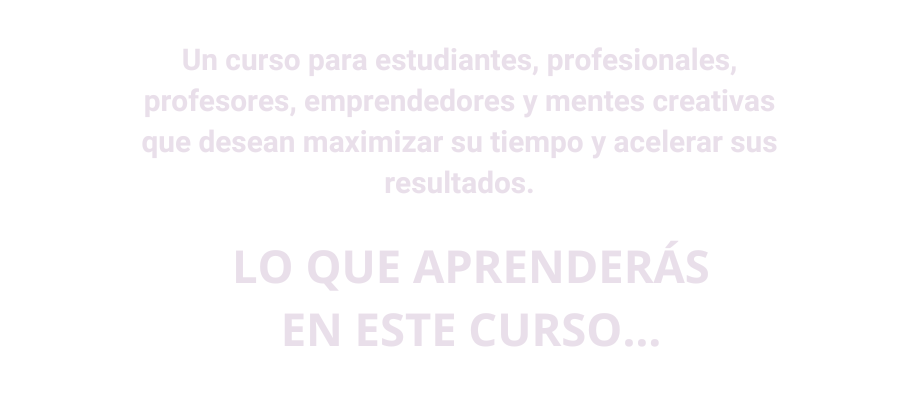 Un curso para estudiantes, profesionales,
profesores, emprendedores y mentes creativas
que desean maximizar su tiempo y acelerar sus
resultados.
LO QUE APRENDERÁS
EN ESTE CURSO...